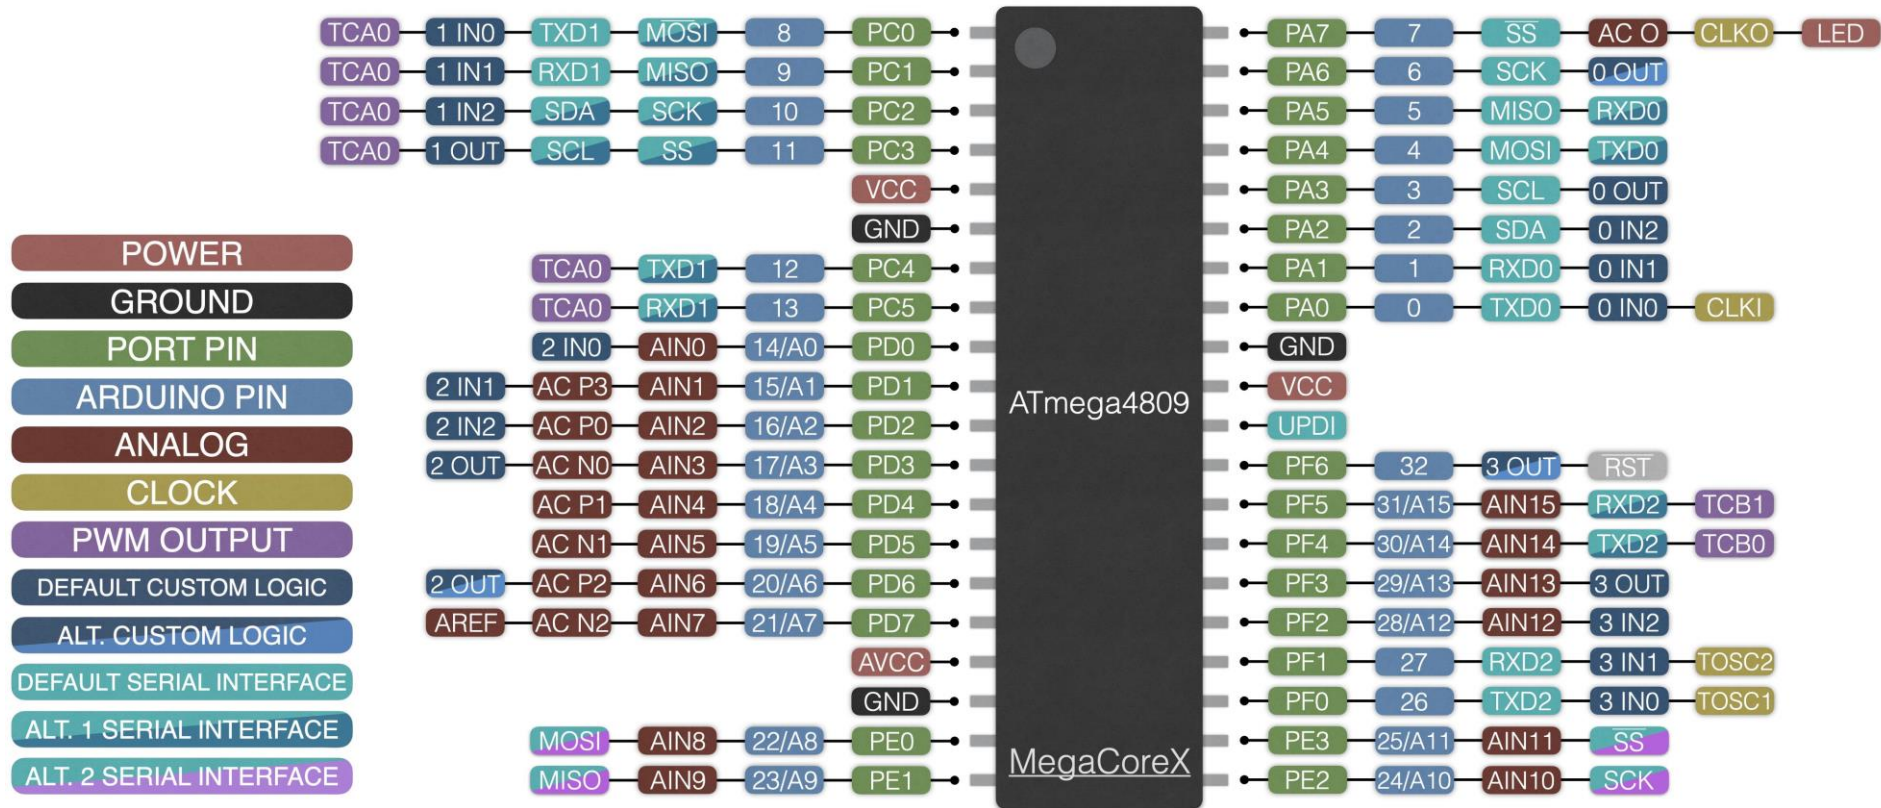 TCA0 1 IN0 TXD1 MOSI 8 PC0 PA7 7 SS AC O CLKO LED
TCA0 1 IN1 RXD1 MISO 9 PC1 PA6 6 SCK 0 OUT
TCA0 1 IN2 SDA SCK 10 PC2 PA5 5 MISO RXD0
TCA0 1 OUT SCL SS 11 PC3 PA4 4 MOSI TXD0
VCC PA3 3 SCL 0 OUT
GND PA2 2 SDA 0 IN2
POWER
TCA0 TXD1 12 PC4 PA1 1 RXD0 0 IN1
GROUND
TCA0 RXD1 13 PC5 PA0 0 TXD0 0 IN0 CLKI
PORT PIN
2 IN0 AIN0 14/A0 PD0 GND
ARDUINO PIN
2 IN1 AC P3 AIN1 15/A1 PD1 VCC
ATmega4809
ANALOG
2 IN2 AC P0 AIN2 16/A2 PD2 UPDI
2 OUT AC N0 AIN3 17/A3 PD3 PF6 32 3 OUT RST
CLOCK
AC P1 AIN4 18/A4 PD4 PF5 31/A15 AIN15 RXD2 TCB1
PWM OUTPUT
AC N1 AIN5 19/A5 PD5 PF4 30/A14 AIN14 TXD2 TCB0
DEFAULT CUSTOM LOGIC
2 OUT AC P2 AIN6 20/A6 PD6 PF3 29/A13 AIN13 3 OUT
ALT. CUSTOM LOGIC
AREF AC N2 AIN7 21/A7 PD7 PF2 28/A12 AIN12 3 IN2
DEFAULT SERIAL INTERFACE
AVCC PF1 27 RXD2 3 IN1 TOSC2
GND PF0 26 TXD2 3 IN0 TOSC1
ALT. 1 SERIAL INTERFACE
MOSI AIN8 22/A8 PE0 PE3 25/A11 AIN11 SS
MegaCoreX
ALT. 2 SERIAL INTERFACE
MISO AIN9 23/A9 PE1 PE2 24/A10 AIN10 SCK